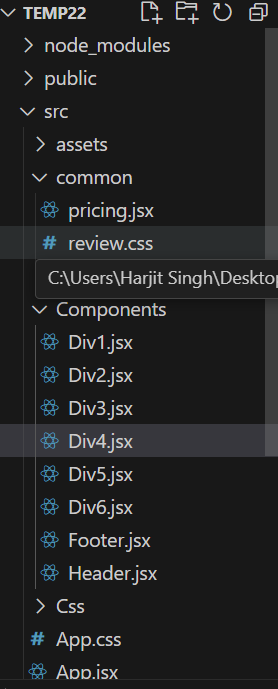 TEMP22
node_modules
public
src
assets
common
pricing.jsx
# review.css
C:\Users\Harjit Singh\Desktop
Components
Div1.jsx
Div2.jsx
Div3.jsx
Div4.jsx
Div5.jsx
Div6.jsx
Footer.jsx
Header.jsx
Css
# App.css
App.jsx